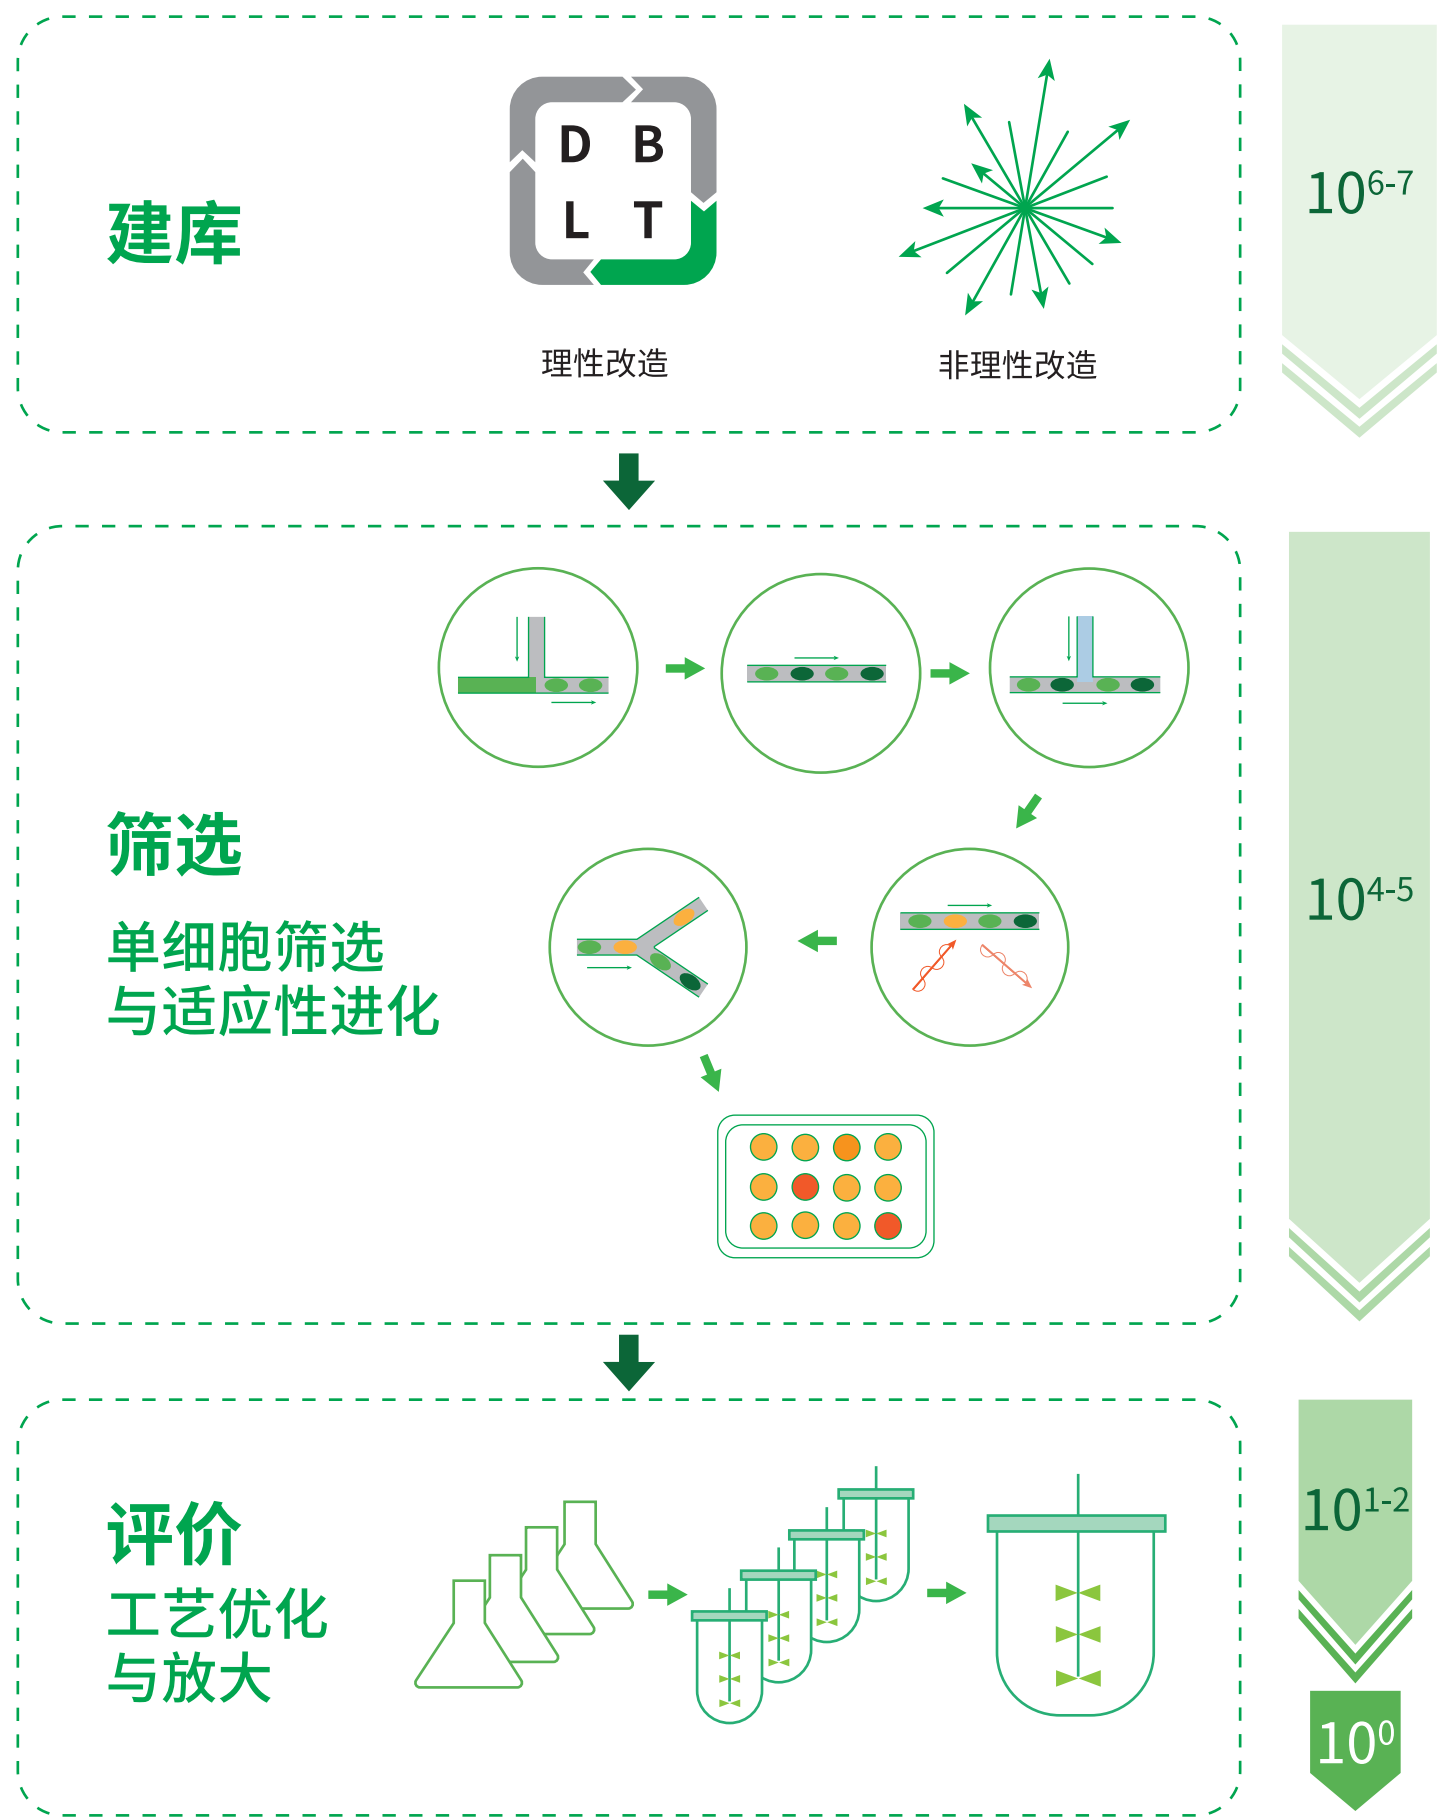 建库
D B
L T
理性改造
非理性改造
10⁶⁻⁷
筛选
单细胞筛选
与适应性进化
10⁴⁻⁵
评价
工艺优化
与放大
10¹⁻²
10⁰